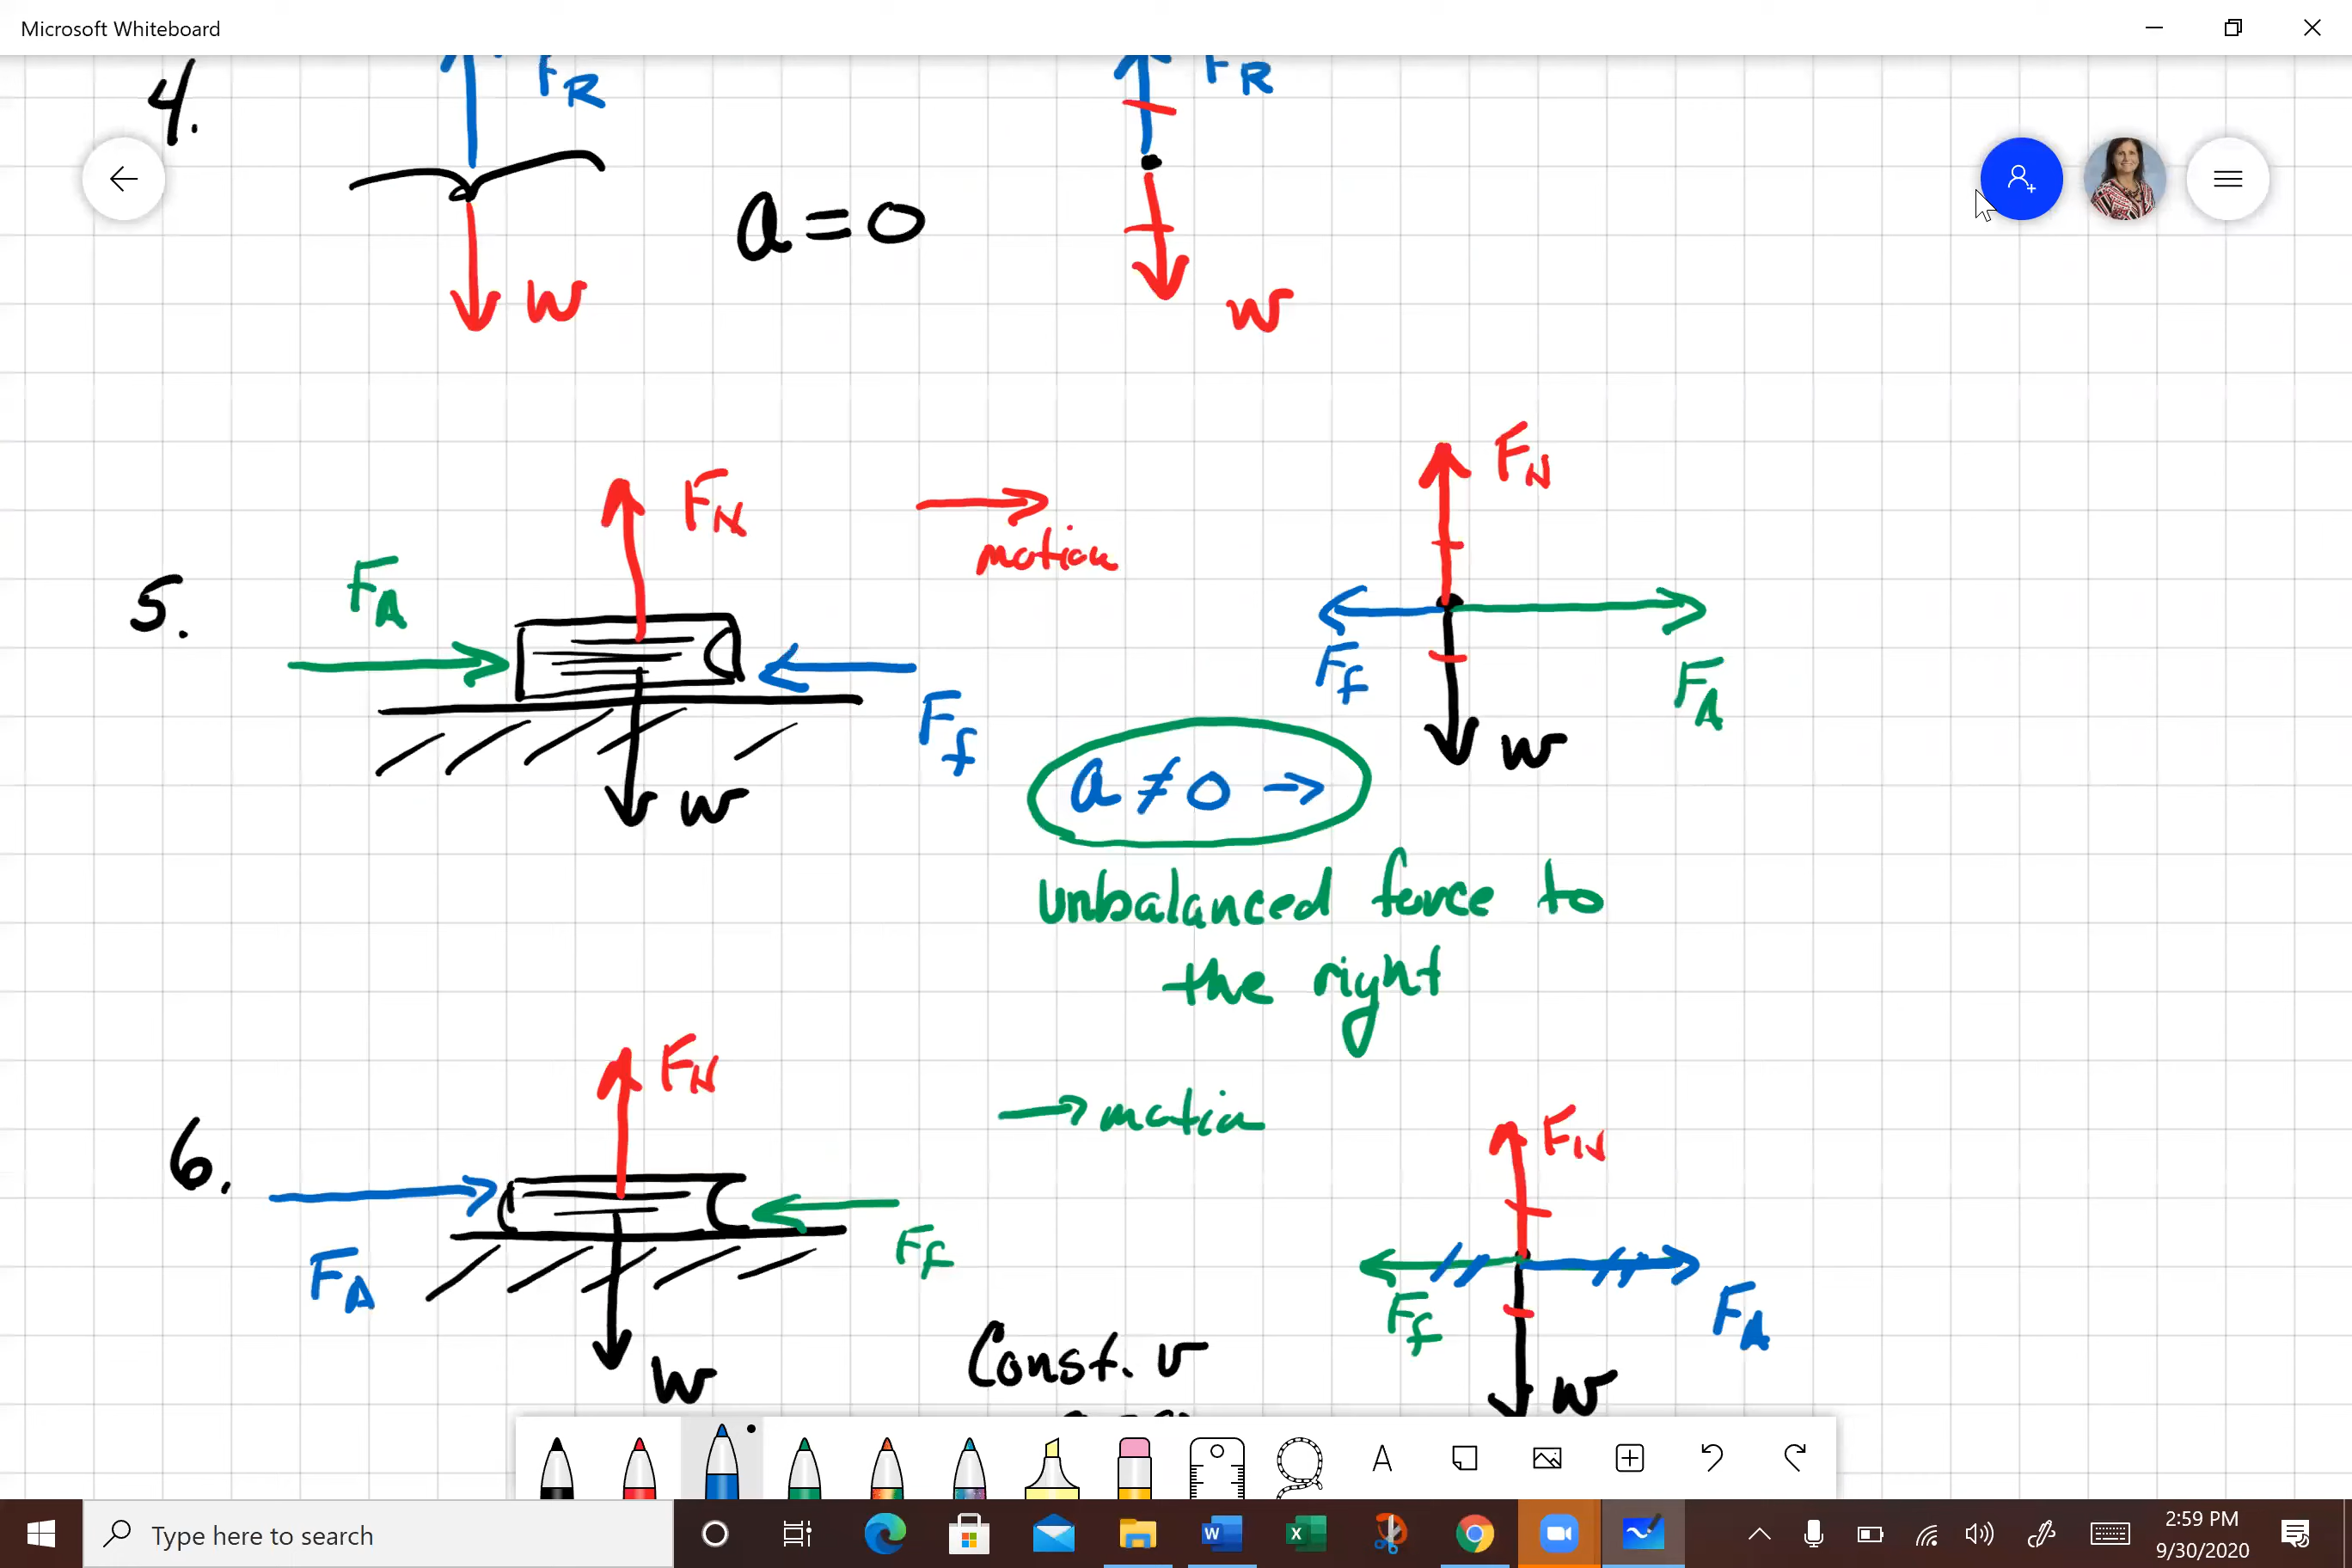 Microsoft Whiteboard
4.
FR
FR
a = 0
W
W
FN
FN
motion
5.
FA
Ff
Ff
FA
W
W
a ≠ 0 →
unbalanced force to
the right
FN
→ motion
FN
6.
FA
Ff
Ff
FA
Const. v
W
W
Type here to search
2:59 PM
9/30/2020